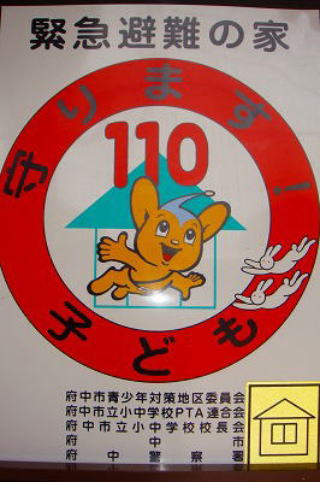 緊急避難の家
守ります!
110
子ども
府中市青少年対策地区委員会
府中市立小中学校PTA連合会
府中市立小中学校校長会
府中市
府中警察署